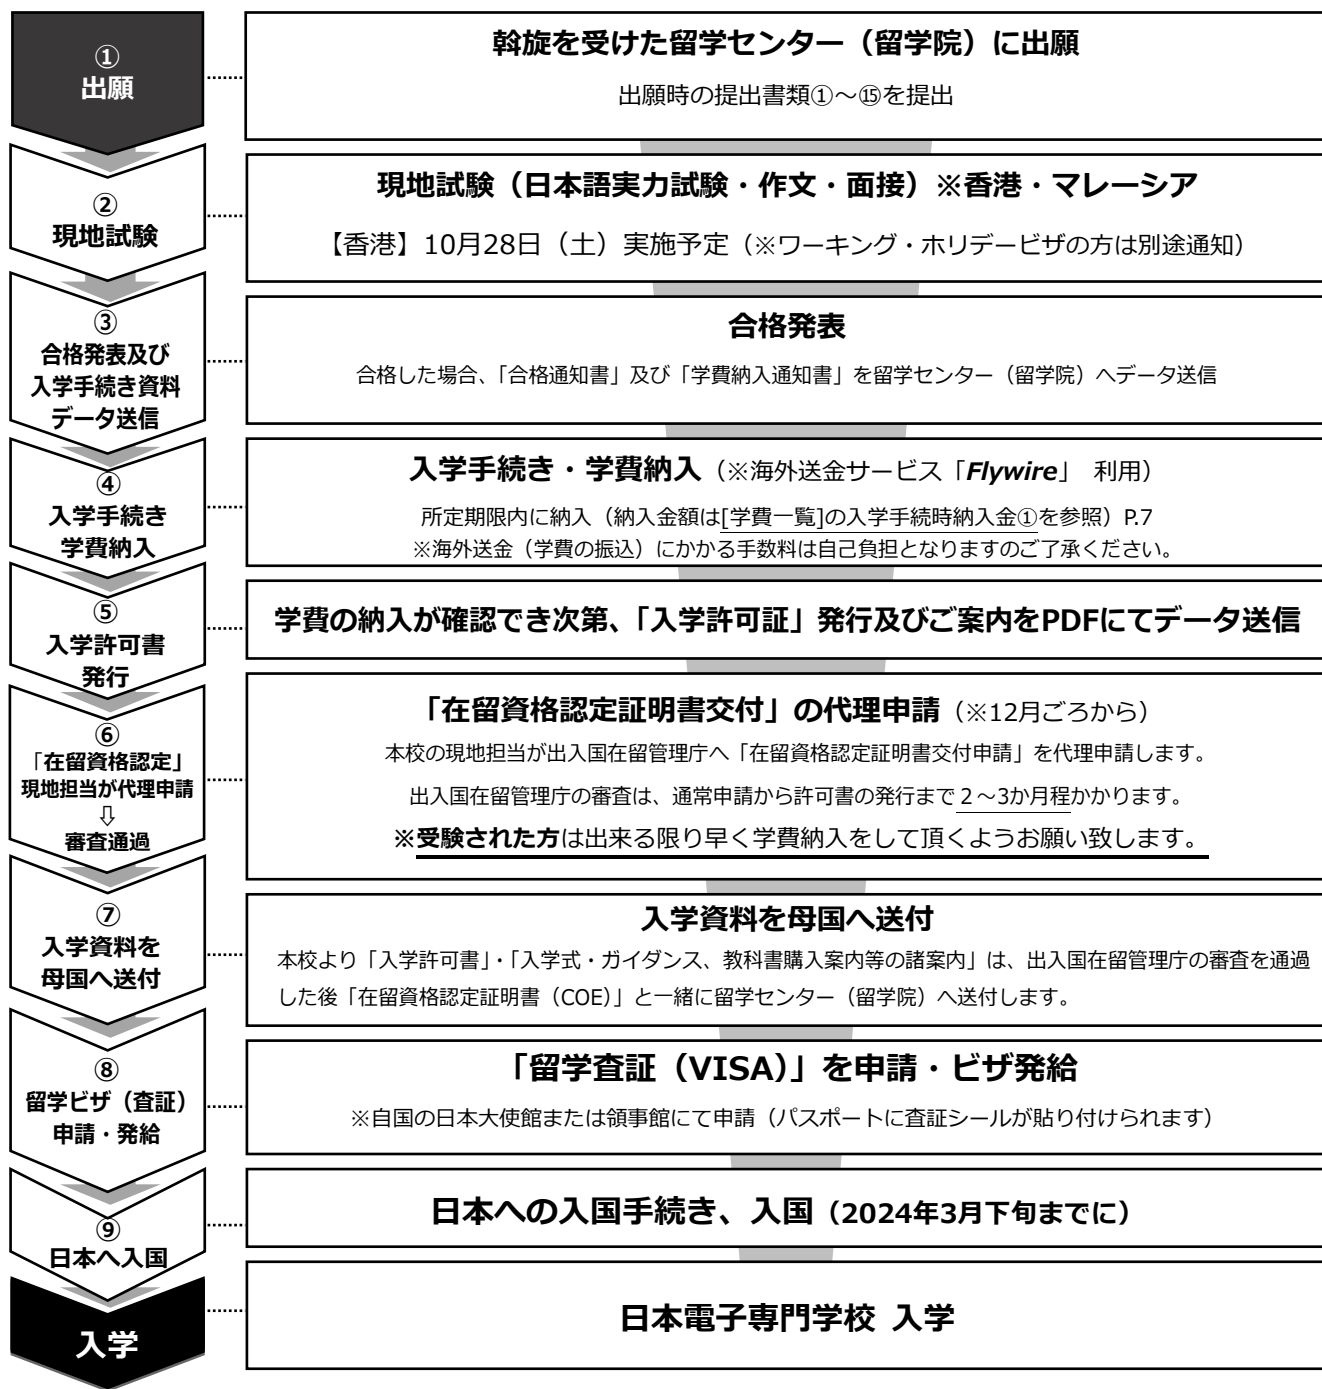 ①
出願
斡旋を受けた留学センター（留学院）に出願
出願時の提出書類①～⑮を提出
②
現地試験
現地試験（日本語実力試験・作文・面接）※香港・マレーシア
【香港】10月28日（土）実施予定（※ワーキング・ホリデービザの方は別途通知）
③
合格発表及び
入学手続き資料
データ送信
合格発表
合格した場合、「合格通知書」及び「学費納入通知書」を留学センター（留学院）へデータ送信
④
入学手続き
学費納入
入学手続き・学費納入（※海外送金サービス「Flywire」 利用）
所定期限内に納入（納入金額は[学費一覧]の入学手続時納入金①を参照）P.7
※海外送金（学費の振込）にかかる手数料は自己負担となりますのご了承ください。
⑤
入学許可書
発行
学費の納入が確認でき次第、「入学許可証」発行及びご案内をPDFにてデータ送信
⑥
「在留資格認定」
現地担当が代理申請
⇩
審査通過
「在留資格認定証明書交付」の代理申請（※12月ごろから）
本校の現地担当が出入国在留管理庁へ「在留資格認定証明書交付申請」を代理申請します。
出入国在留管理庁の審査は、通常申請から許可書の発行まで２～3か月程かかります。
※受験された方は出来る限り早く学費納入をして頂くようお願い致します。
⑦
入学資料を
母国へ送付
入学資料を母国へ送付
本校より「入学許可書」・「入学式・ガイダンス、教科書購入案内等の諸案内」は、出入国在留管理庁の審査を通過
した後「在留資格認定証明書（COE）」と一緒に留学センター（留学院）へ送付します。
⑧
留学ビザ（査証）
申請・発給
「留学査証（VISA）」を申請・ビザ発給
※自国の日本大使館または領事館にて申請（パスポートに査証シールが貼り付けられます）
⑨
日本へ入国
日本への入国手続き、入国（2024年3月下旬までに）
入学
日本電子専門学校 入学